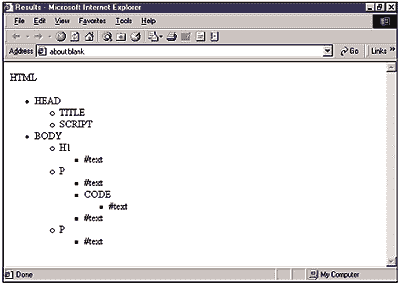 Results - Microsoft Internet Explorer
File Edit View Favorites Tools Help
Address about:blank Go Links »
HTML
HEAD
TITLE
SCRIPT
BODY
H1
#text
P
#text
CODE
#text
#text
P
#text
Done My Computer